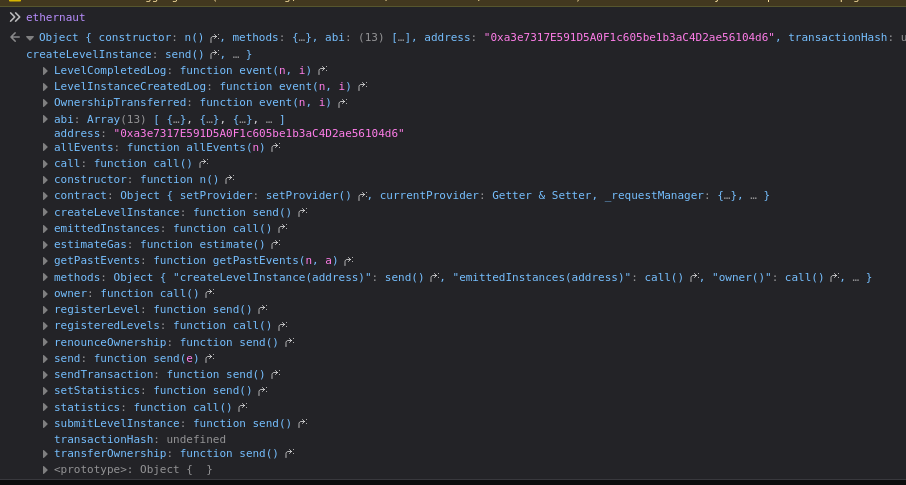 ethernaut
Object { constructor: n(), methods: {…}, abi: (13) […], address: "0xa3e7317E591D5A0F1c605be1b3aC4D2ae56104d6", transactionHash: u
createLevelInstance: send(), … }
LevelCompletedLog: function event(n, i)
LevelInstanceCreatedLog: function event(n, i)
OwnershipTransferred: function event(n, i)
abi: Array(13) [ {…}, {…}, {…}, … ]
address: "0xa3e7317E591D5A0F1c605be1b3aC4D2ae56104d6"
allEvents: function allEvents(n)
call: function call()
constructor: function n()
contract: Object { setProvider: setProvider(), currentProvider: Getter & Setter, _requestManager: {…}, … }
createLevelInstance: function send()
emittedInstances: function call()
estimateGas: function estimate()
getPastEvents: function getPastEvents(n, a)
methods: Object { "createLevelInstance(address)": send(), "emittedInstances(address)": call(), "owner()": call(), … }
owner: function call()
registerLevel: function send()
registeredLevels: function call()
renounceOwnership: function send()
send: function send(e)
sendTransaction: function send()
setStatistics: function send()
statistics: function call()
submitLevelInstance: function send()
transactionHash: undefined
transferOwnership: function send()
<prototype>: Object { }